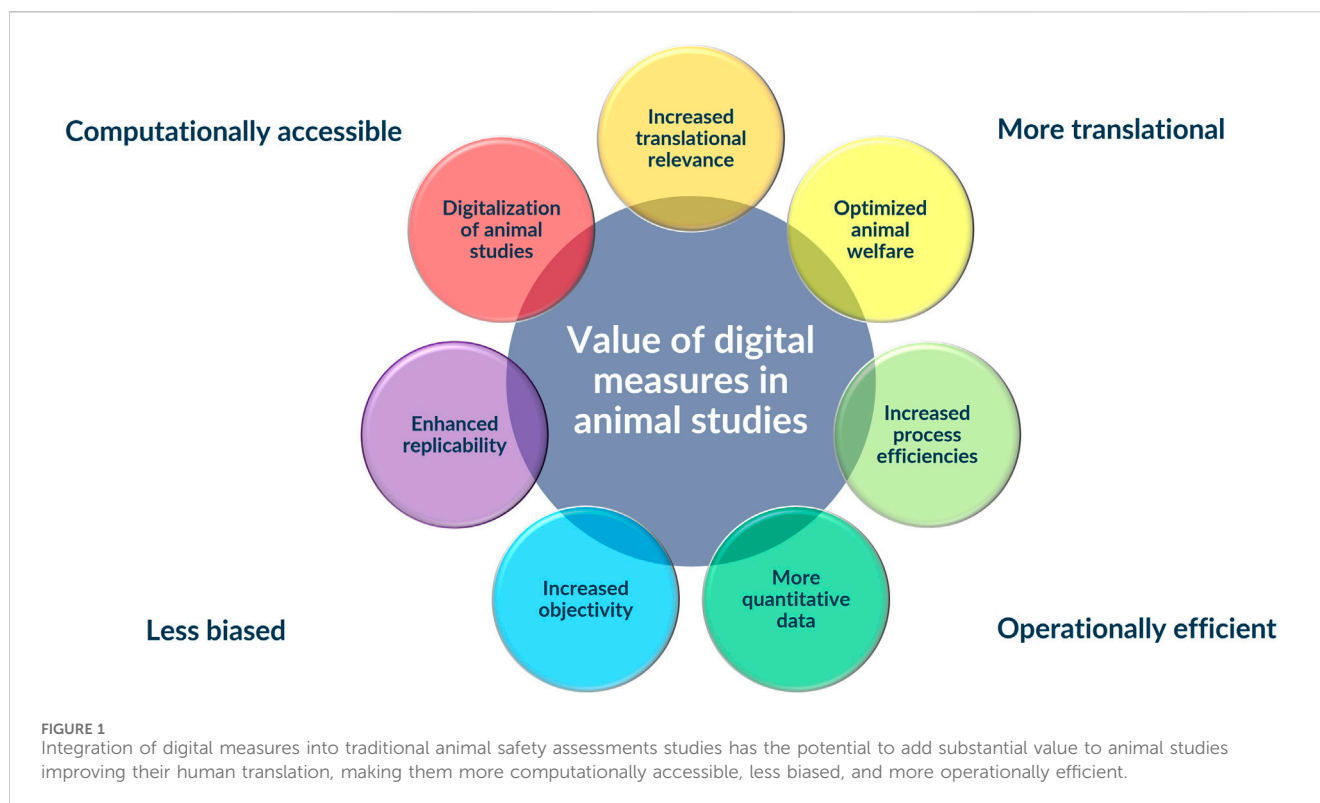 Computationally accessible
More translational
Increased
translational
relevance
Digitalization
of animal
studies
Optimized
animal
welfare
Value of digital
measures in
animal studies
Enhanced
replicability
Increased
process
efficiencies
Increased
objectivity
More
quantitative
data
Less biased
Operationally efficient
FIGURE 1
Integration of digital measures into traditional animal safety assessments studies has the potential to add substantial value to animal studies
improving their human translation, making them more computationally accessible, less biased, and more operationally efficient.